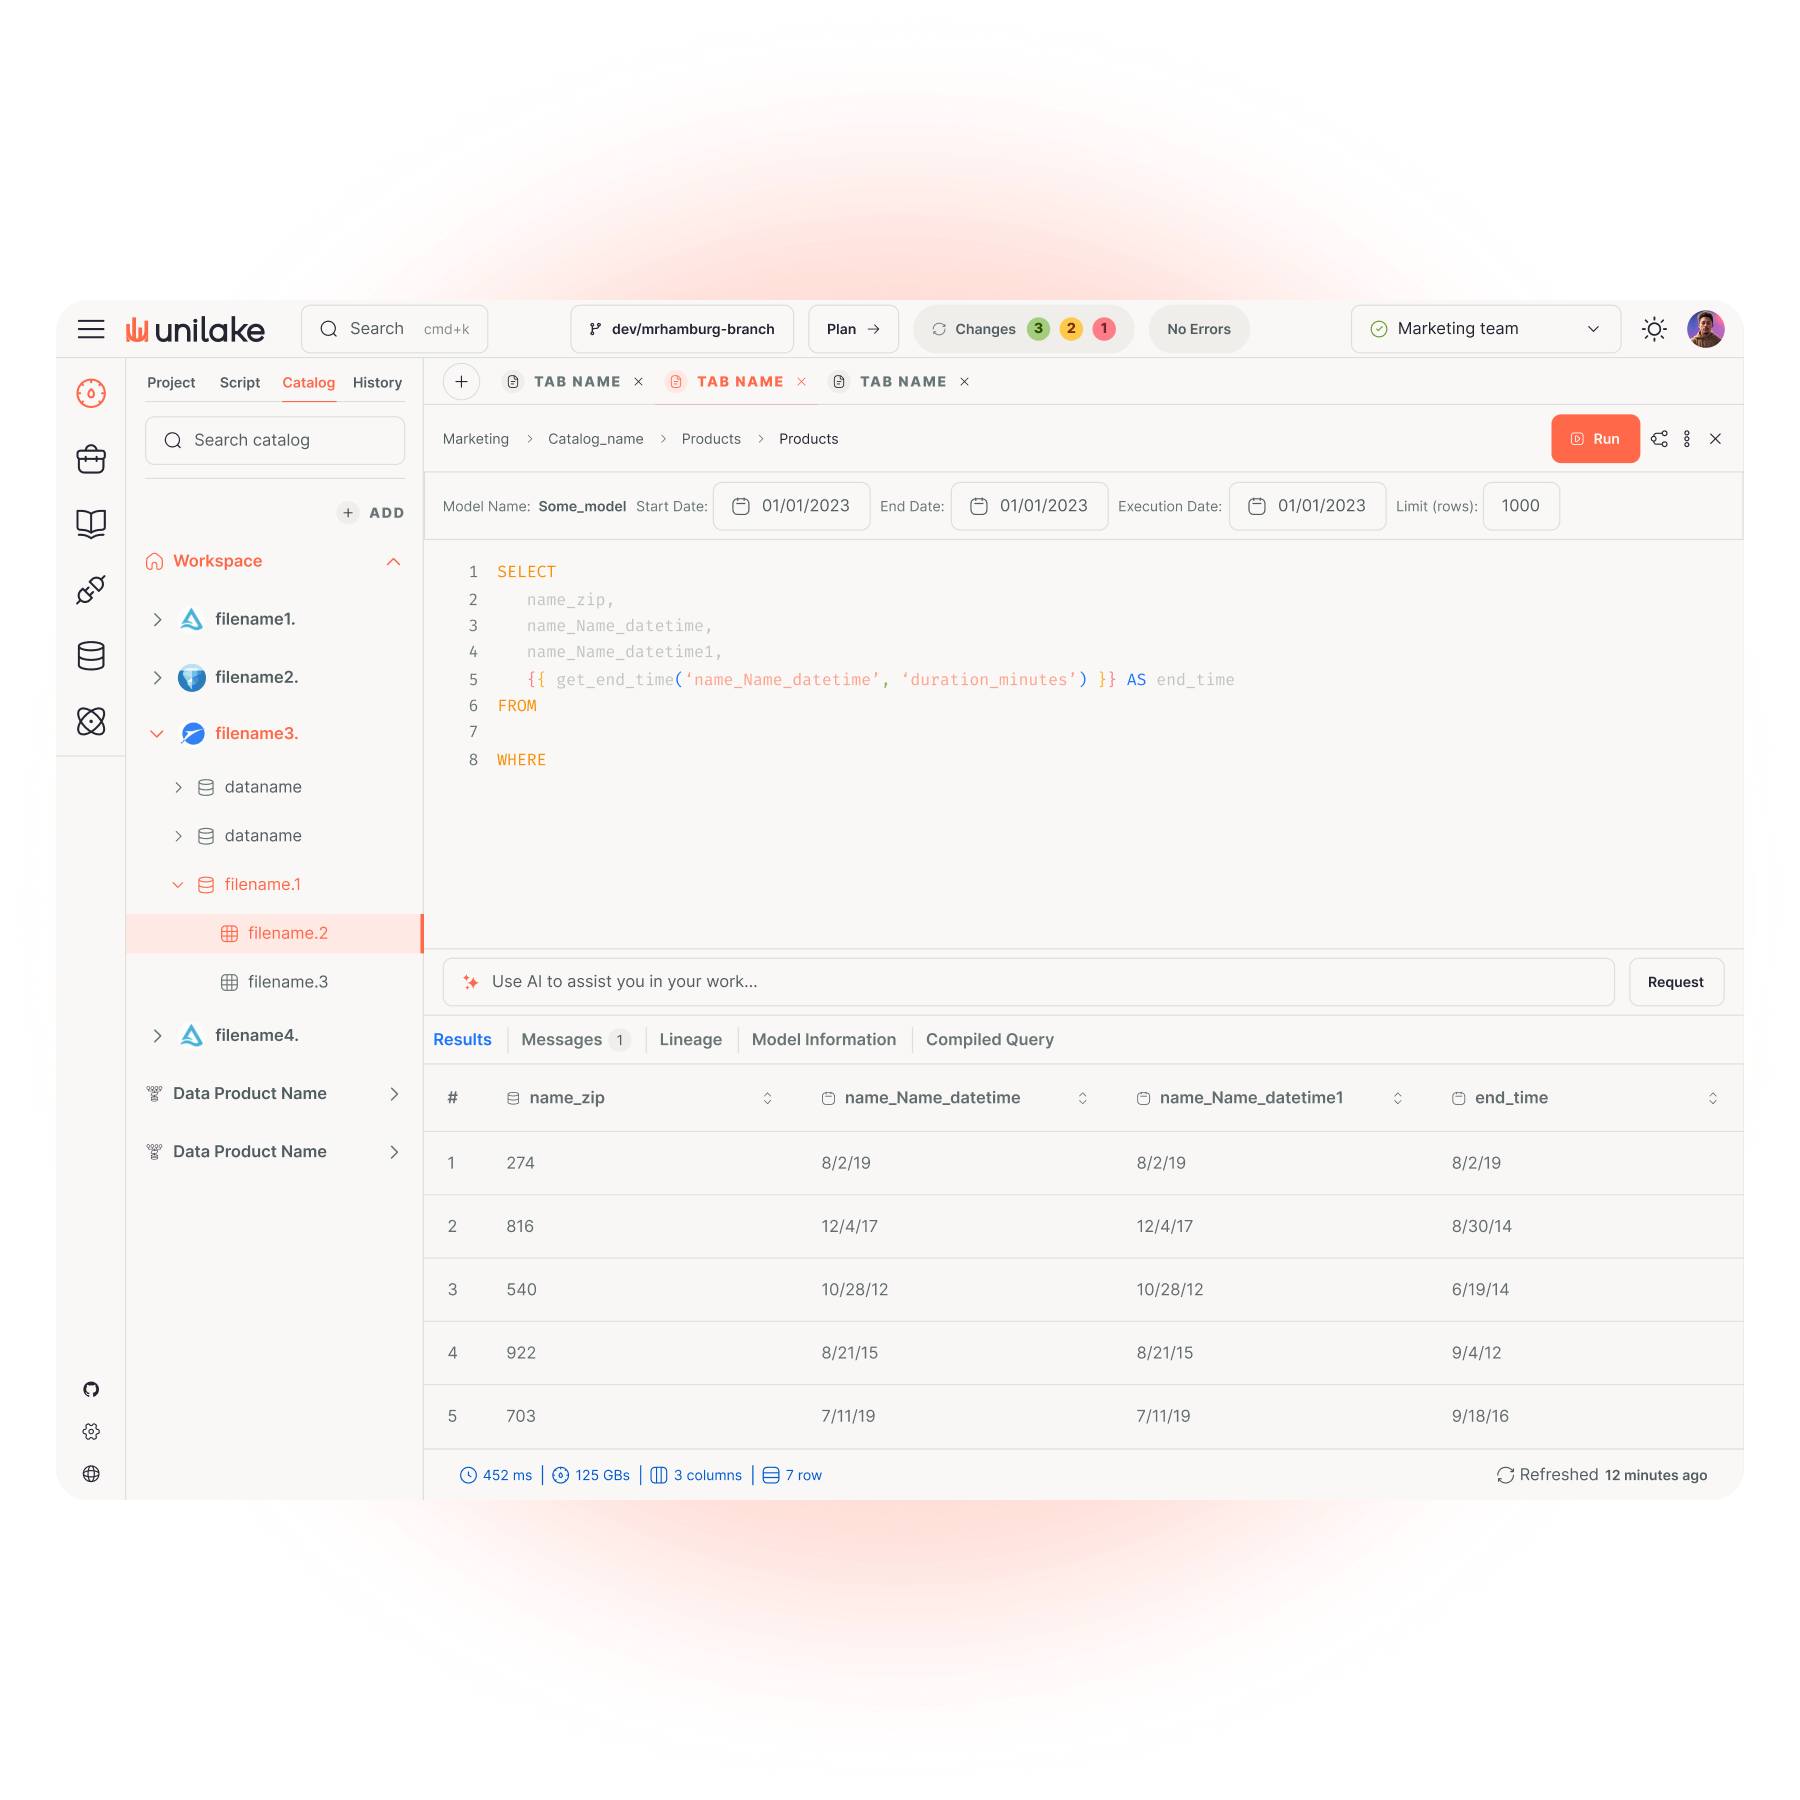 unilake
Search cmd+k
dev/mrhamburg-branch
Plan
Changes 3 2 1
No Errors
Marketing team
Project Script Catalog History
Search catalog
+ ADD
Workspace
filename1.
filename2.
filename3.
dataname
dataname
filename.1
filename.2
filename.3
filename4.
Data Product Name
Data Product Name
TAB NAME TAB NAME TAB NAME
Marketing > Catalog_name > Products > Products
Run
Model Name: Some_model Start Date: 01/01/2023 End Date: 01/01/2023 Execution Date: 01/01/2023 Limit (rows): 1000
1 SELECT
2 name_zip,
3 name_Name_datetime,
4 name_Name_datetime1,
5 {{ get_end_time(‘name_Name_datetime’, ‘duration_minutes’) }} AS end_time
6 FROM
7
8 WHERE
Use AI to assist you in your work...
Request
Results Messages 1 Lineage Model Information Compiled Query
# name_zip name_Name_datetime name_Name_datetime1 end_time
1 274 8/2/19 8/2/19 8/2/19
2 816 12/4/17 12/4/17 8/30/14
3 540 10/28/12 10/28/12 6/19/14
4 922 8/21/15 8/21/15 9/4/12
5 703 7/11/19 7/11/19 9/18/16
452 ms | 125 GBs | 3 columns | 7 row
Refreshed 12 minutes ago